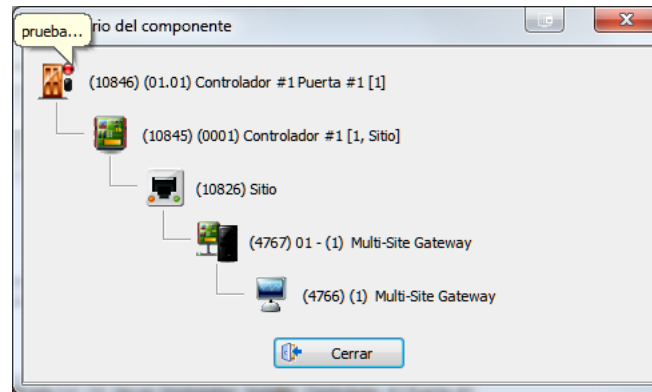 prueba...
rio del componente
(10846) (01.01) Controlador #1 Puerta #1 [1]
(10845) (0001) Controlador #1 [1, Sitio]
(10826) Sitio
(4767) 01 - (1) Multi-Site Gateway
(4766) (1) Multi-Site Gateway
Cerrar